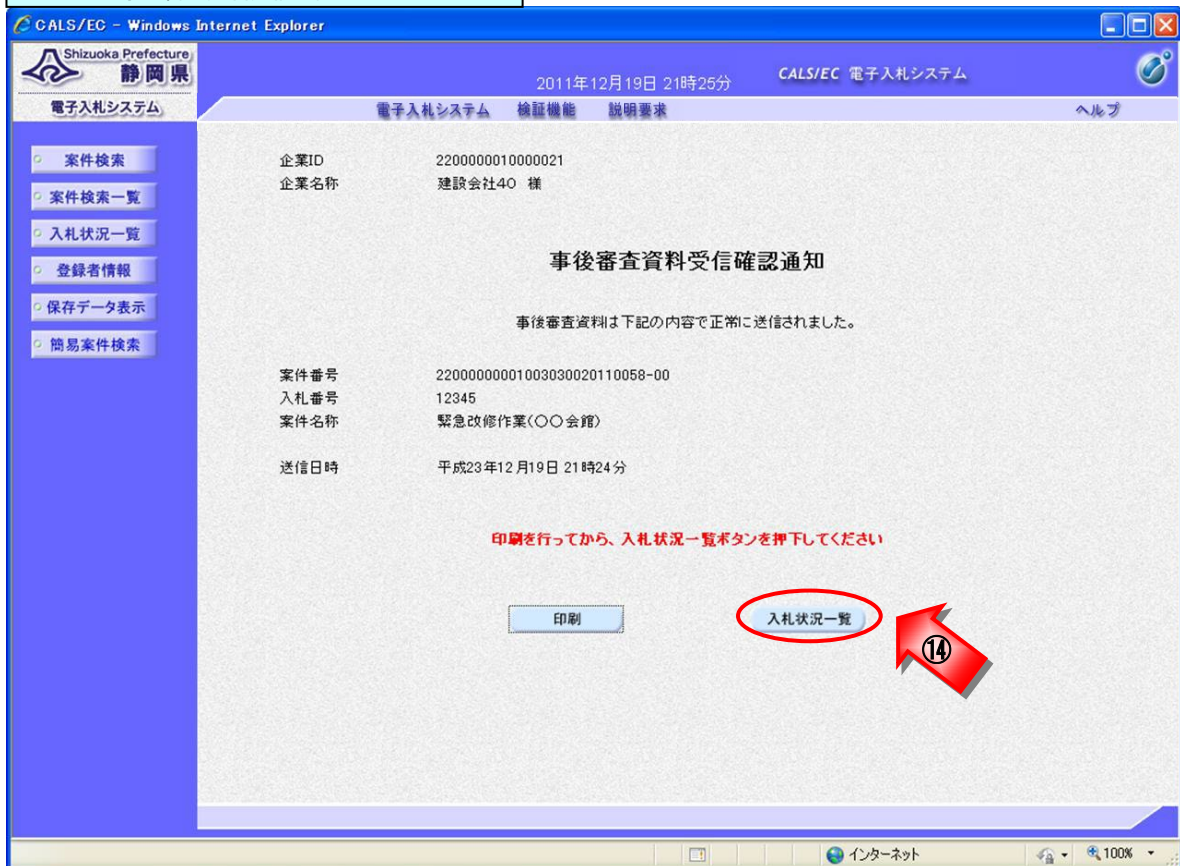 CALS/EC - Windows Internet Explorer
Shizuoka Prefecture
静岡県
2011年12月19日 21時25分
CALS/EC 電子入札システム
電子入札システム
電子入札システム 検証機能 説明要求 ヘルプ
案件検索
案件検索一覧
入札状況一覧
登録者情報
保存データ表示
簡易案件検索
企業ID 2200000010000021
企業名称 建設会社40 様
事後審査資料受信確認通知
事後審査資料は下記の内容で正常に送信されました。
案件番号 22000000001003030020110058-00
入札番号 12345
案件名称 緊急改修作業(〇〇会館)
送信日時 平成23年12月19日 21時24分
印刷を行ってから、入札状況一覧ボタンを押下してください
印刷 入札状況一覧
⑭
インターネット 100%